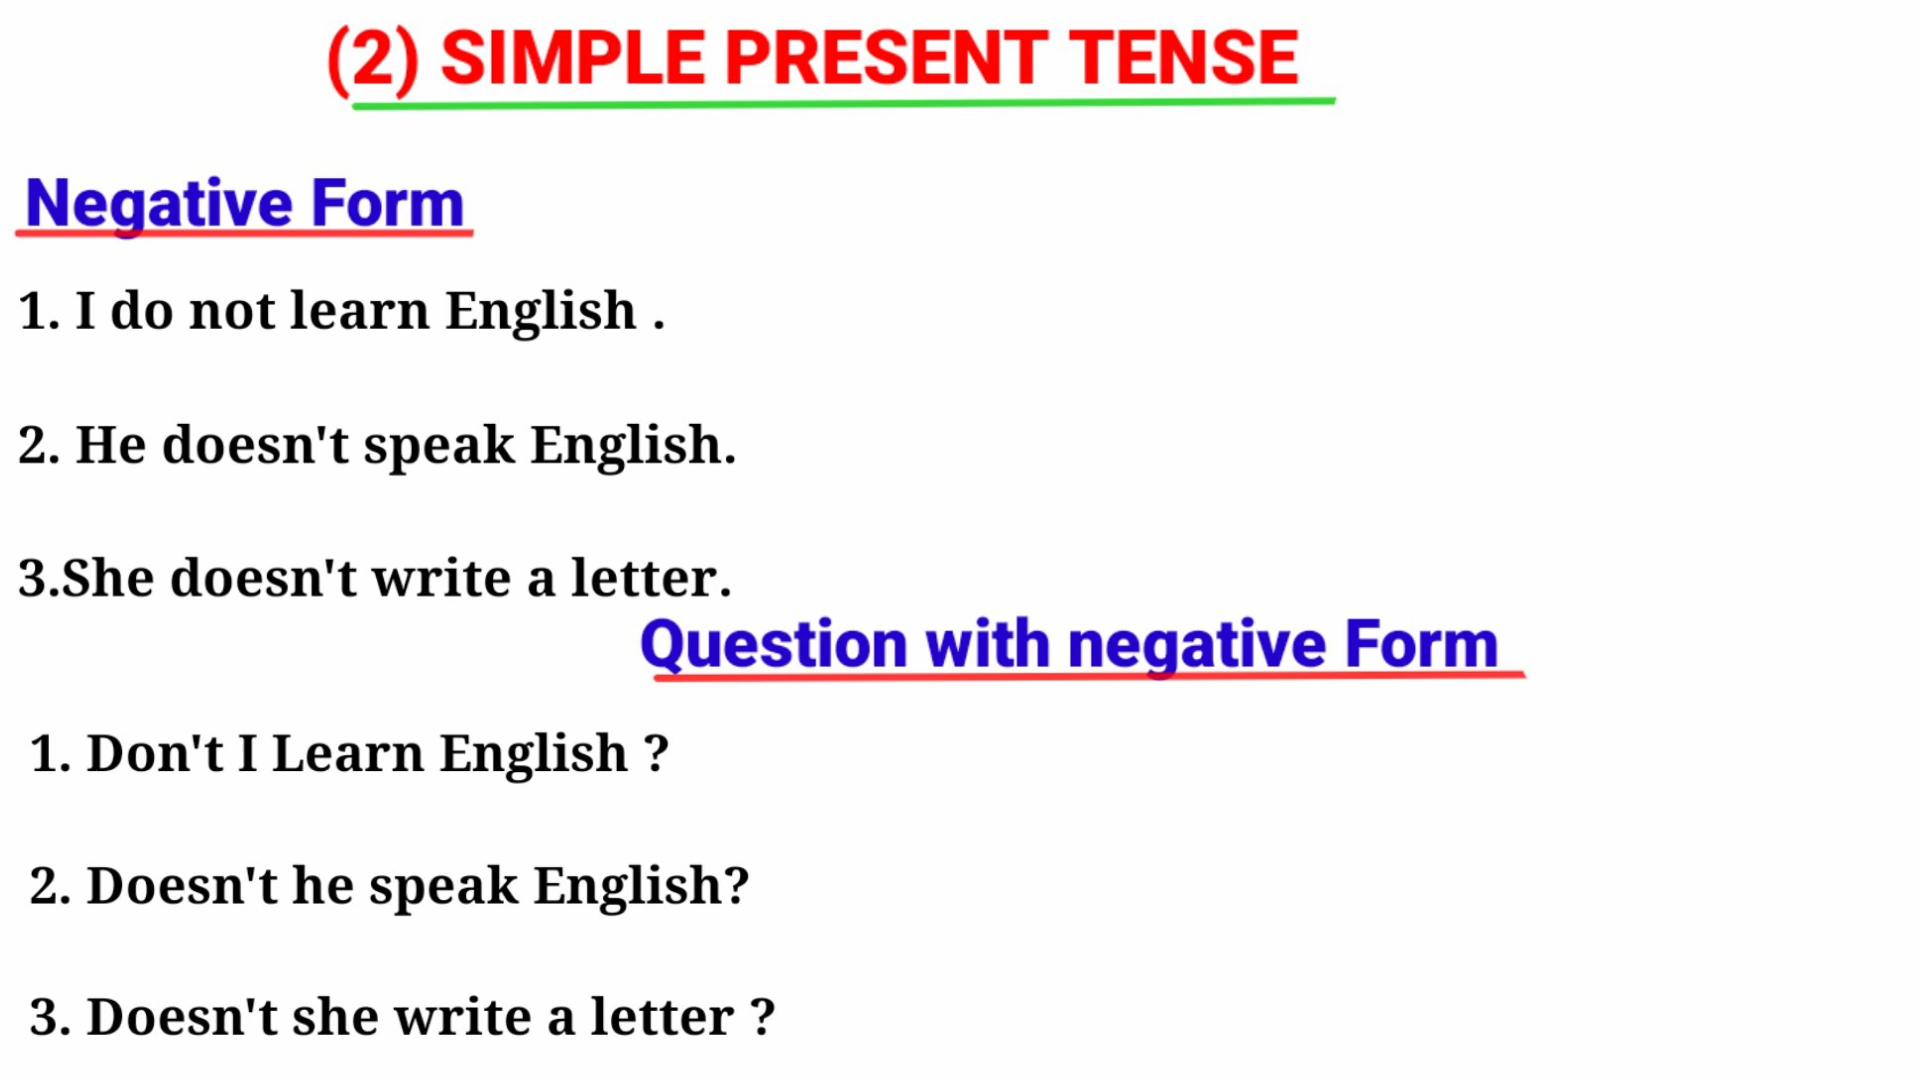 (2) SIMPLE PRESENT TENSE
Negative Form
1. I do not learn English .
2. He doesn't speak English.
3.She doesn't write a letter.
Question with negative Form
1. Don't I Learn English ?
2. Doesn't he speak English?
3. Doesn't she write a letter ?